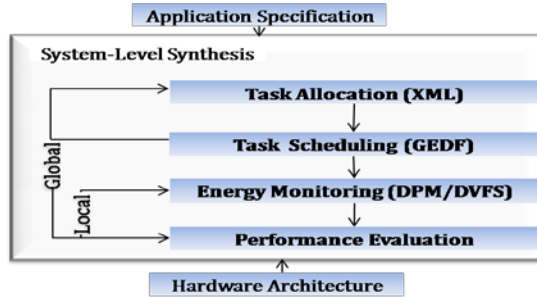 Application Specification
System-Level Synthesis
Task Allocation (XML)
Task Scheduling (GEDF)
Global
Local
Energy Monitoring (DPM/DVFS)
Performance Evaluation
Hardware Architecture